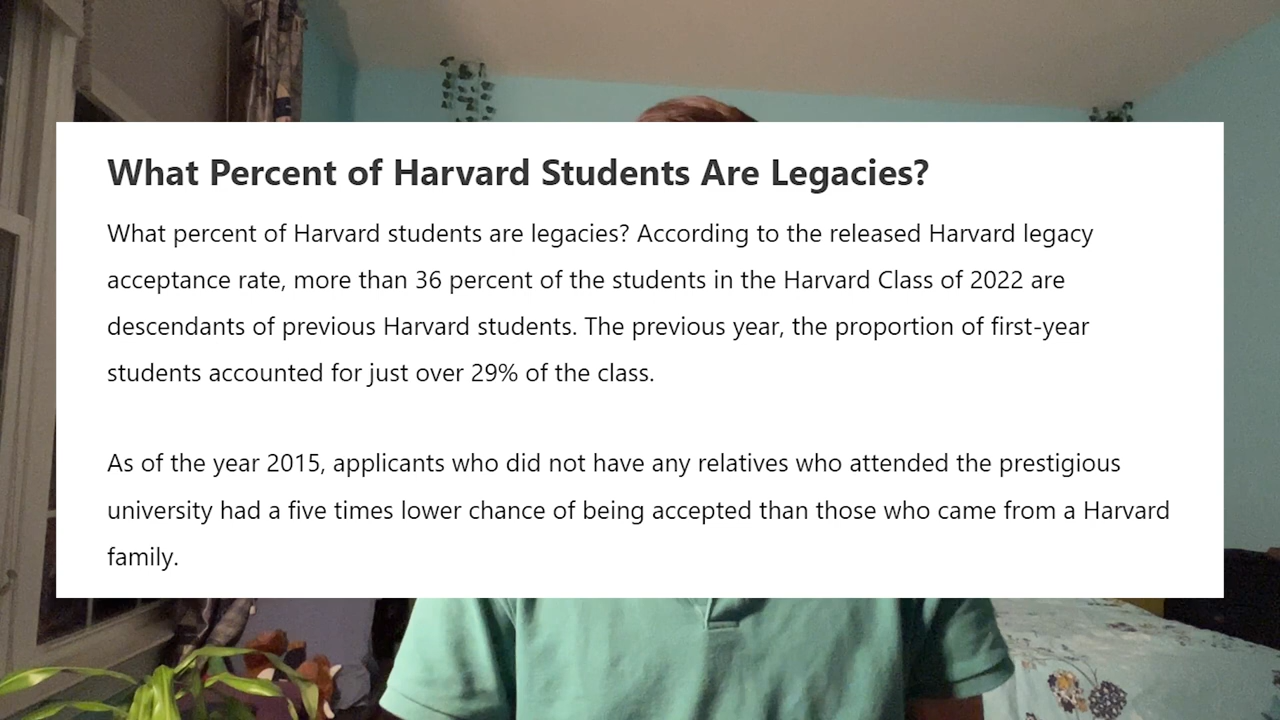 What Percent of Harvard Students Are Legacies?
What percent of Harvard students are legacies? According to the released Harvard legacy
acceptance rate, more than 36 percent of the students in the Harvard Class of 2022 are
descendants of previous Harvard students. The previous year, the proportion of first-year
students accounted for just over 29% of the class.
As of the year 2015, applicants who did not have any relatives who attended the prestigious
university had a five times lower chance of being accepted than those who came from a Harvard
family.